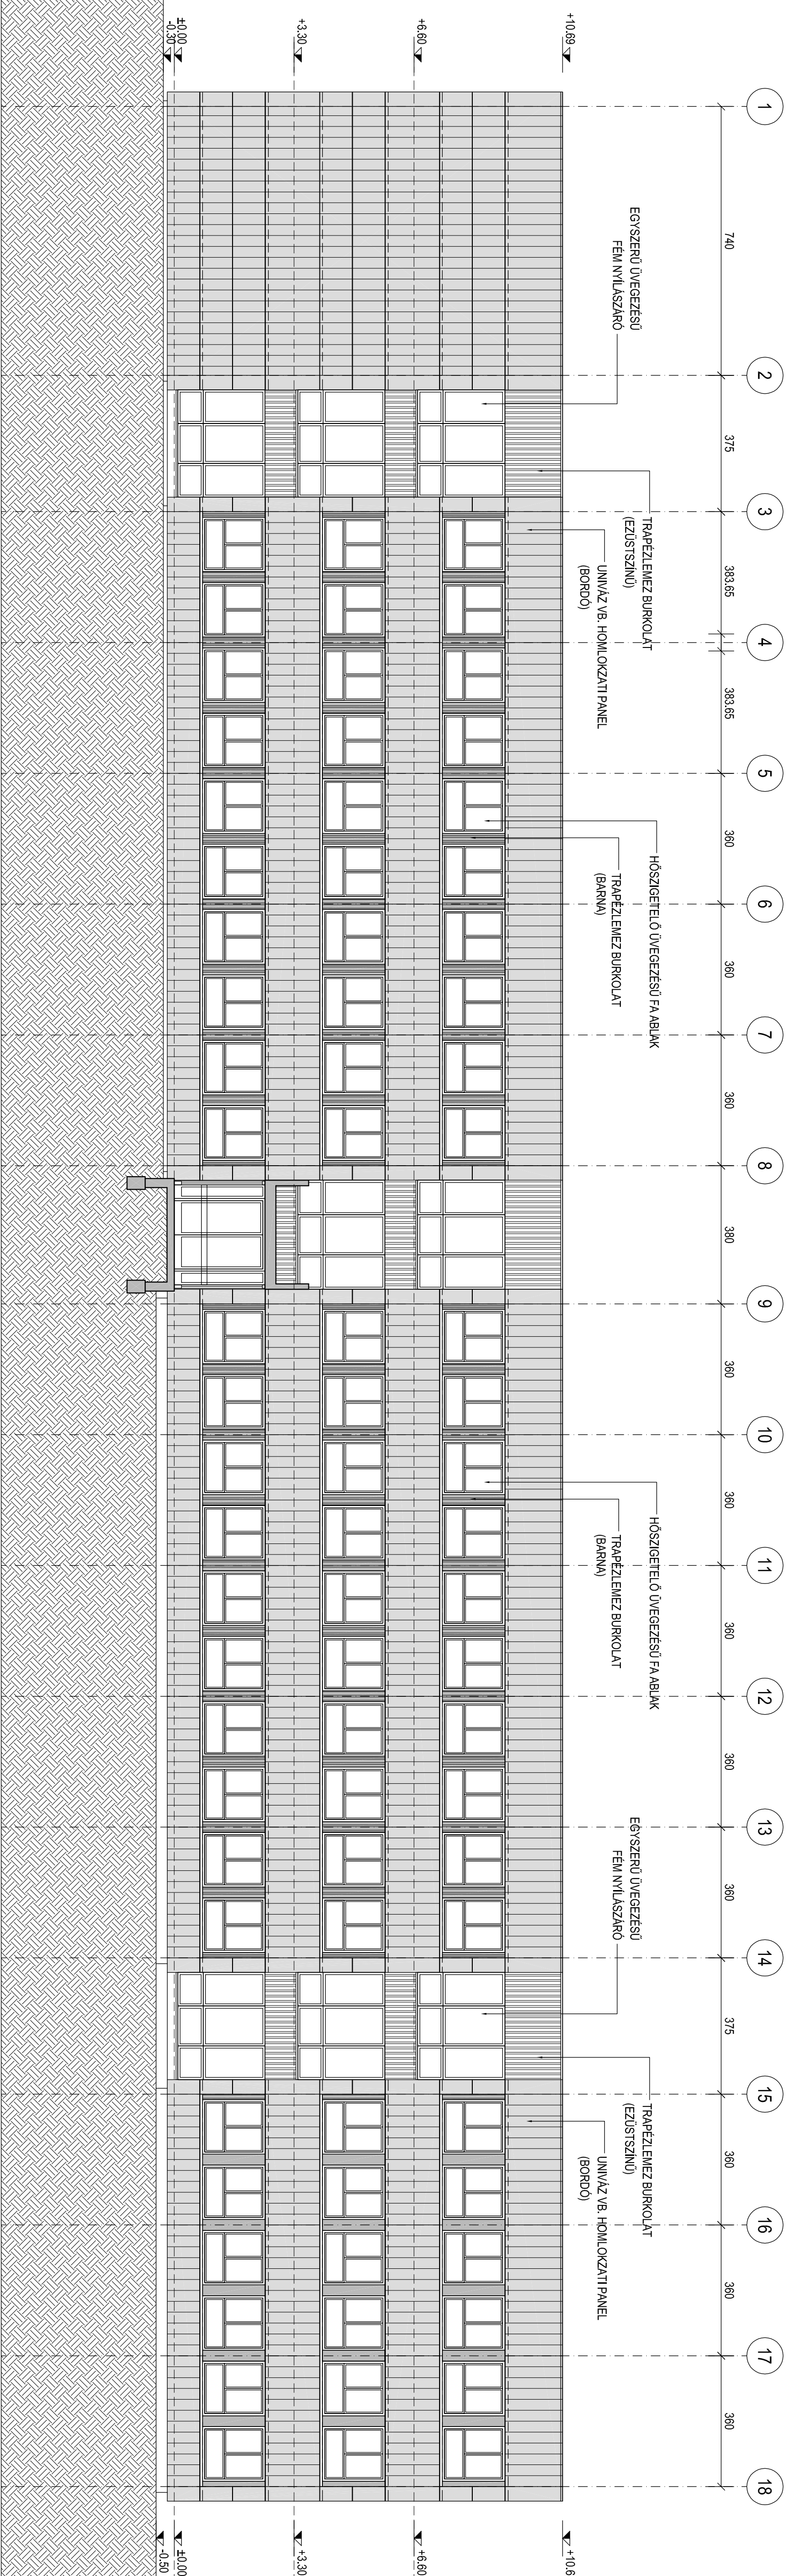 1
2
3
4
5
6
7
8
9
10
11
12
13
14
15
16
17
18
740
375
383.65
383.65
360
360
360
380
360
360
360
360
360
375
360
360
360
EGYSZERŰ ÜVEGEZÉSŰ
FÉM NYÍLÁSZÁRÓ
TRAPÉZLEMEZ BURKOLAT
(EZÜSTSZÍNŰ)
UNIVÁZ VB. HOMLOKZATI PANEL
(BORDÓ)
HŐSZIGETELŐ ÜVEGEZÉSŰ FA ABLAK
TRAPÉZLEMEZ BURKOLAT
(BARNA)
HŐSZIGETELŐ ÜVEGEZÉSŰ FA ABLAK
TRAPÉZLEMEZ BURKOLAT
(BARNA)
EGYSZERŰ ÜVEGEZÉSŰ
FÉM NYÍLÁSZÁRÓ
TRAPÉZLEMEZ BURKOLAT
(EZÜSTSZÍNŰ)
UNIVÁZ VB. HOMLOKZATI PANEL
(BORDÓ)
+10.69
+6.60
+3.30
±0.00
-0.30
+10.6
+6.60
+3.30
±0.00
-0.50